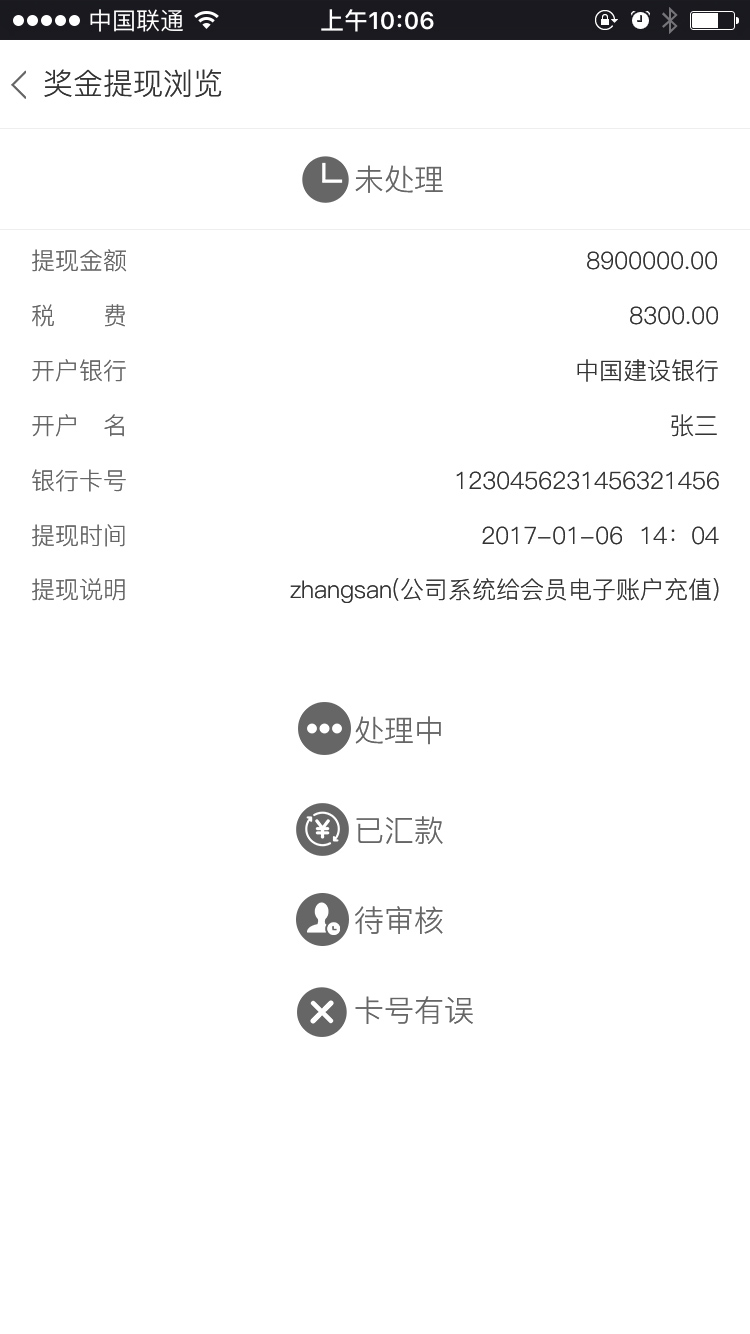 中国联通 上午10:06
奖金提现浏览
未处理
提现金额 8900000.00
税 费 8300.00
开户银行 中国建设银行
开户 名 张三
银行卡号 1230456231456321456
提现时间 2017-01-06 14：04
提现说明 zhangsan(公司系统给会员电子账户充值)
处理中
已汇款
待审核
卡号有误